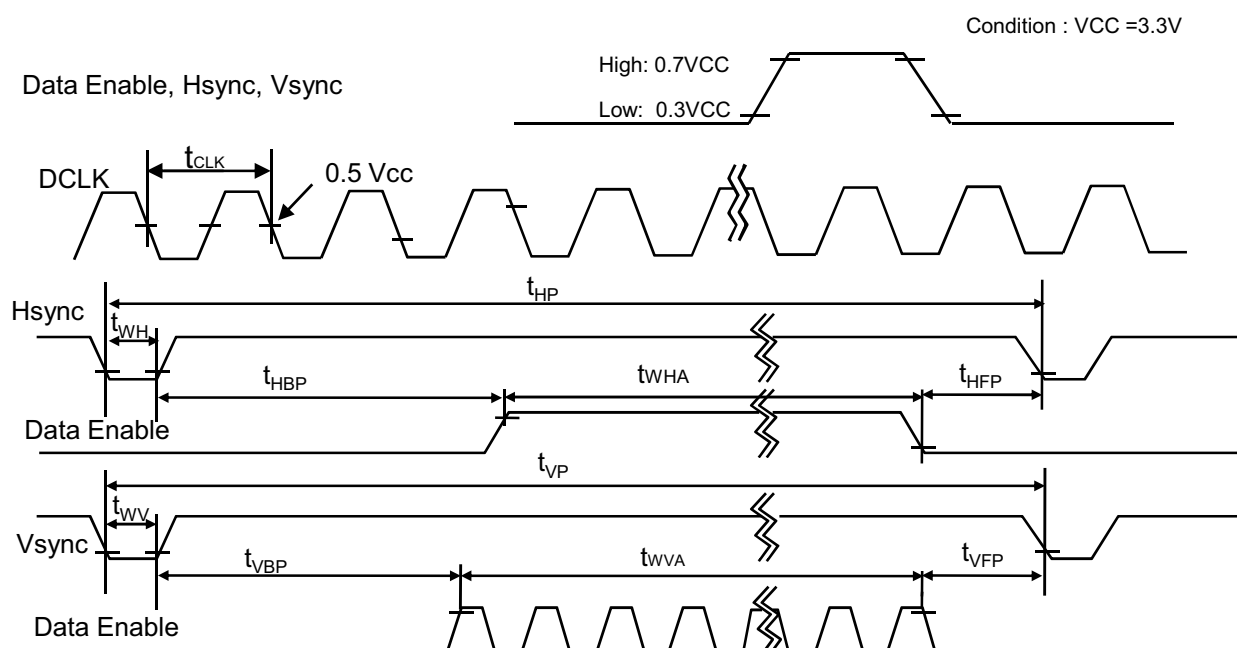 Condition : VCC =3.3V
High: 0.7VCC
Data Enable, Hsync, Vsync
Low: 0.3VCC
tCLK
0.5 Vcc
DCLK
tHP
Hsync
tWH
tHBP
tWHA
tHFP
Data Enable
tVP
tWV
Vsync
tVBP
tWVA
tVFP
Data Enable